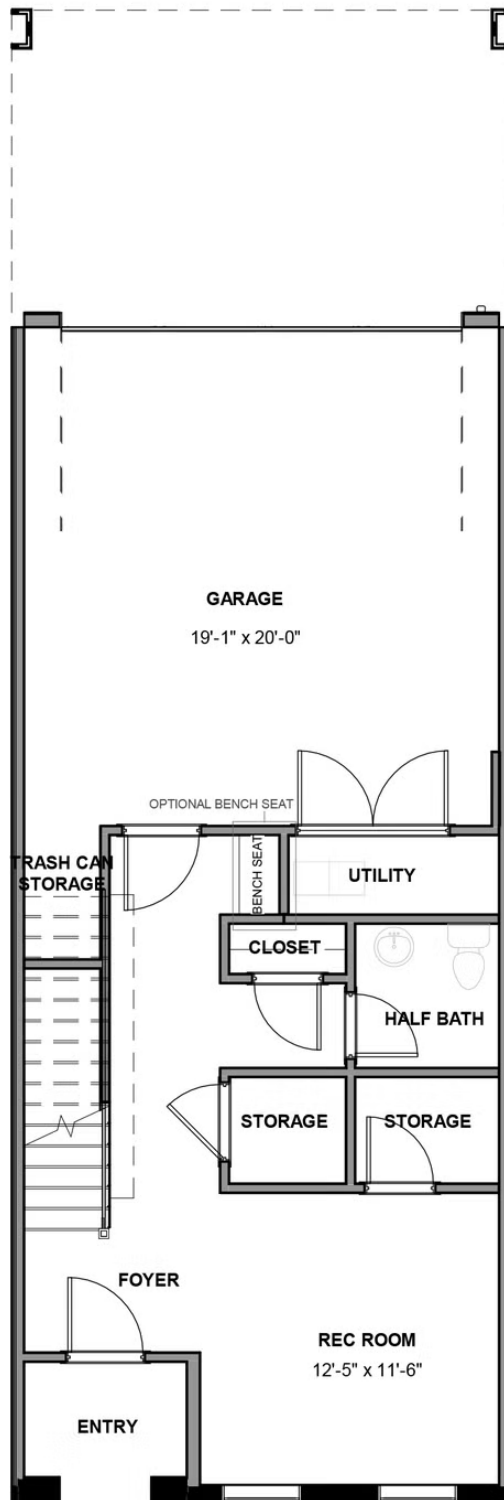 GARAGE
19'-1" x 20'-0"
OPTIONAL BENCH SEAT
TRASH CAN
STORAGE
BENCH SEAT
UTILITY
CLOSET
HALF BATH
STORAGE
STORAGE
FOYER
REC ROOM
12'-5" x 11'-6"
ENTRY